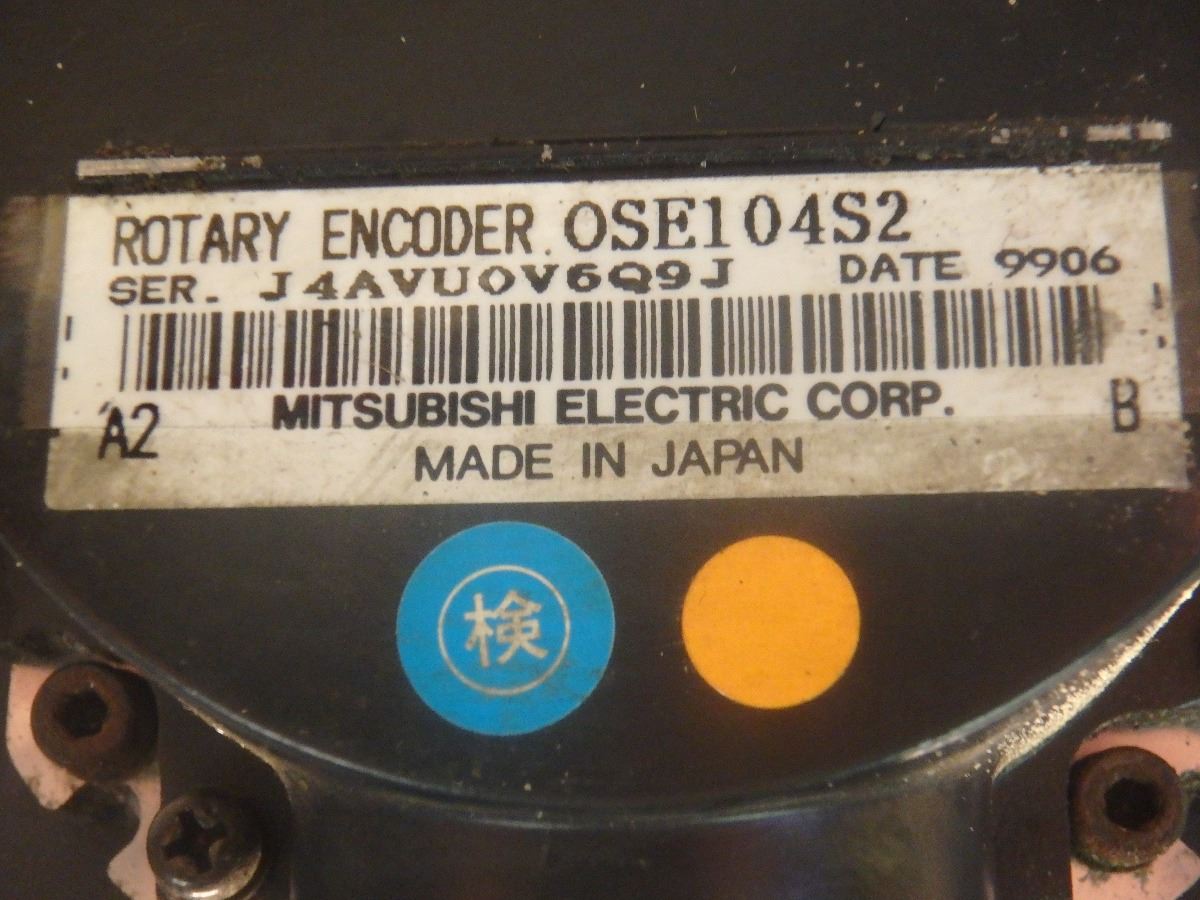 ROTARY ENCODER OSE104S2
SER. J4AVU0V6Q9J DATE 9906
A2 MITSUBISHI ELECTRIC CORP. B
MADE IN JAPAN
検